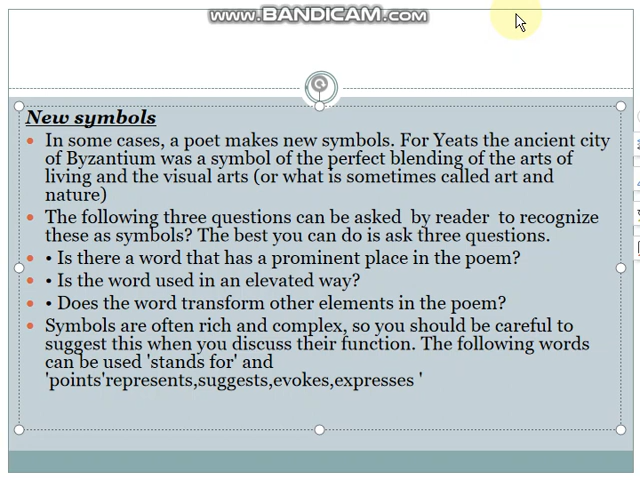 www.BANDICAM.com
New symbols
• In some cases, a poet makes new symbols. For Yeats the ancient city
of Byzantium was a symbol of the perfect blending of the arts of
living and the visual arts (or what is sometimes called art and
nature)
• The following three questions can be asked by reader to recognize
these as symbols? The best you can do is ask three questions.
• • Is there a word that has a prominent place in the poem?
• • Is the word used in an elevated way?
• • Does the word transform other elements in the poem?
• Symbols are often rich and complex, so you should be careful to
suggest this when you discuss their function. The following words
can be used 'stands for' and
'points'represents,suggests,evokes,expresses '